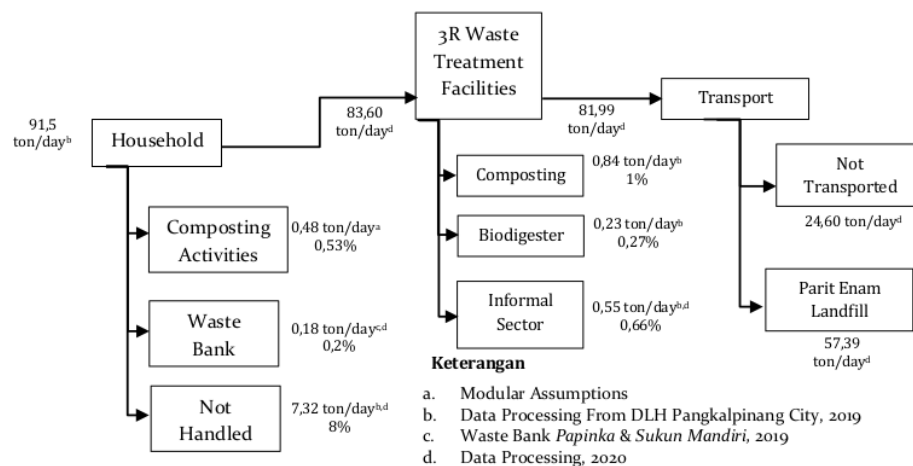 3R Waste
Treatment
Facilities
91,5
ton/dayᵇ
Household
83,60
ton/dayᵈ
81,99
ton/dayᵈ
Transport
Composting
Activities
0,48 ton/dayᵃ
0,53%
Waste
Bank
0,18 ton/dayᶜ,ᵈ
0,2%
Not
Handled
7,32 ton/dayᵇ,ᵈ
8%
Composting
0,84 ton/dayᵇ
1%
Biodigester
0,23 ton/dayᵇ
0,27%
Informal
Sector
0,55 ton/dayᵇ,ᵈ
0,66%
Not
Transported
24,60 ton/dayᵈ
Parit Enam
Landfill
57,39
ton/dayᵈ
Keterangan
a. Modular Assumptions
b. Data Processing From DLH Pangkalpinang City, 2019
c. Waste Bank Papinka & Sukun Mandiri, 2019
d. Data Processing, 2020